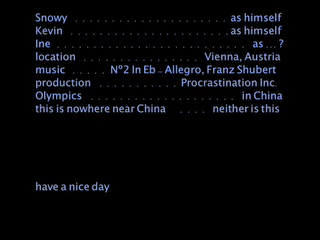 Snowy . . . . . . . . . . . . . . . . . . . . . as himself
Kevin . . . . . . . . . . . . . . . . . . . . . . as himself
Ine . . . . . . . . . . . . . . . . . . . . . . . . . as ... ?
location . . . . . . . . . . . . . . . . Vienna, Austria
music . . . . . Nº2 In Eb - Allegro, Franz Shubert
production . . . . . . . . . . . Procrastination Inc.
Olympics . . . . . . . . . . . . . . . . . . . . in China
this is nowhere near China . . . . neither is this
have a nice day